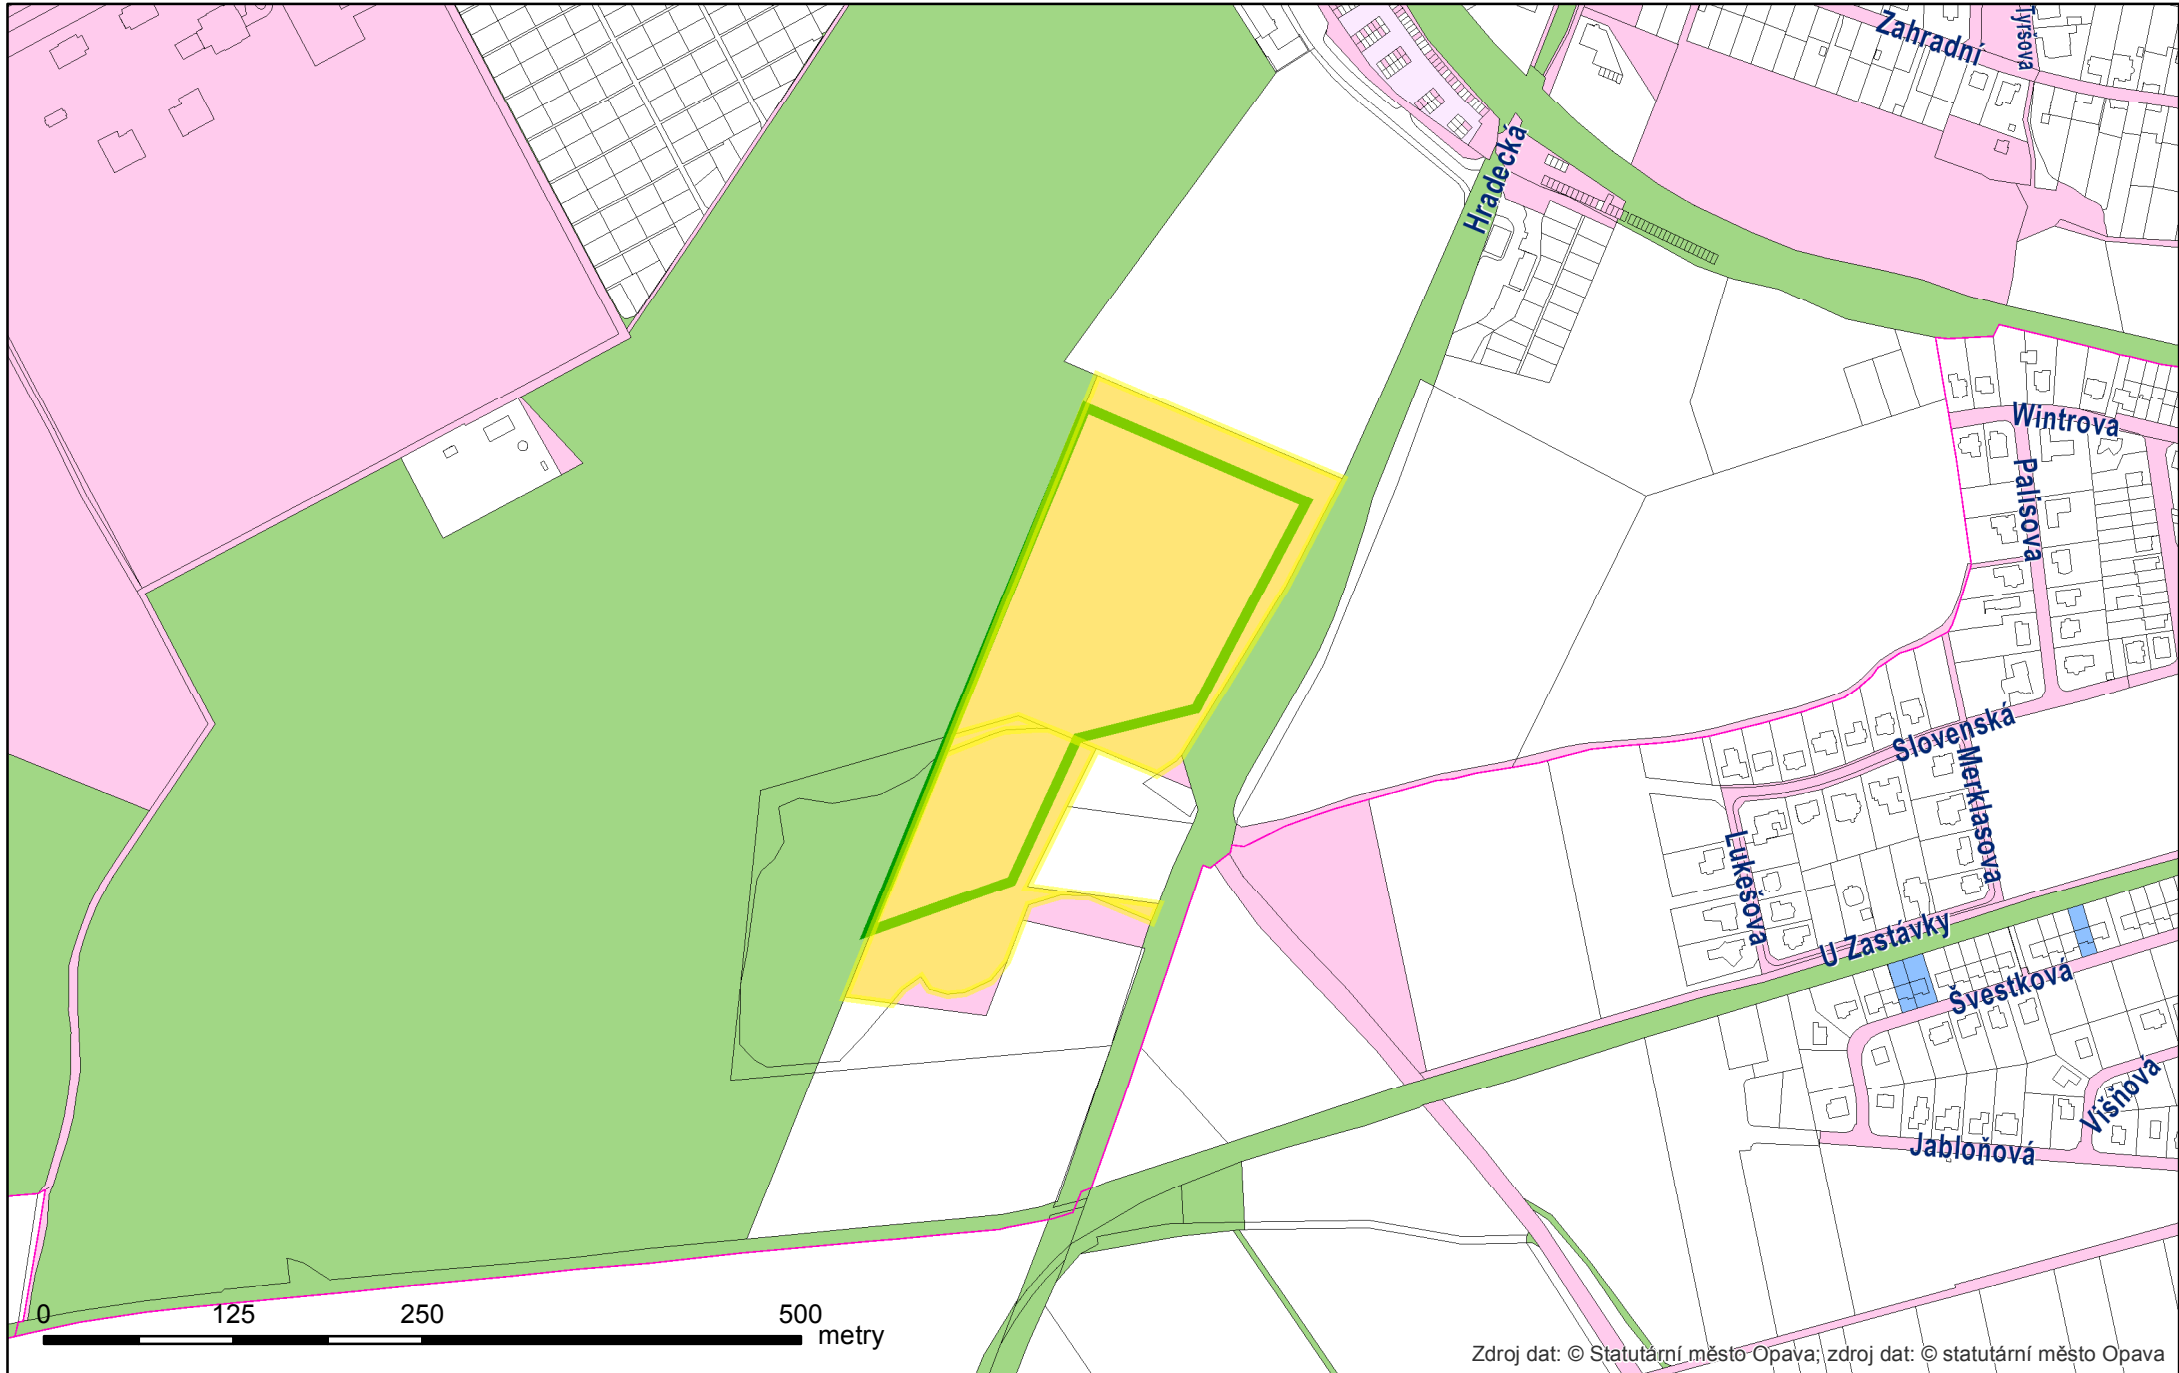 Zahradní
Tyršova
Hradecká
Wintrova
Palisova
Slovenská
Merklasova
Lukešova
U Zastávky
Švestková
Višňová
Jabloňová
0 125 250 500
metry
Zdroj dat: © Statutární město Opava; zdroj dat: © statutární město Opava